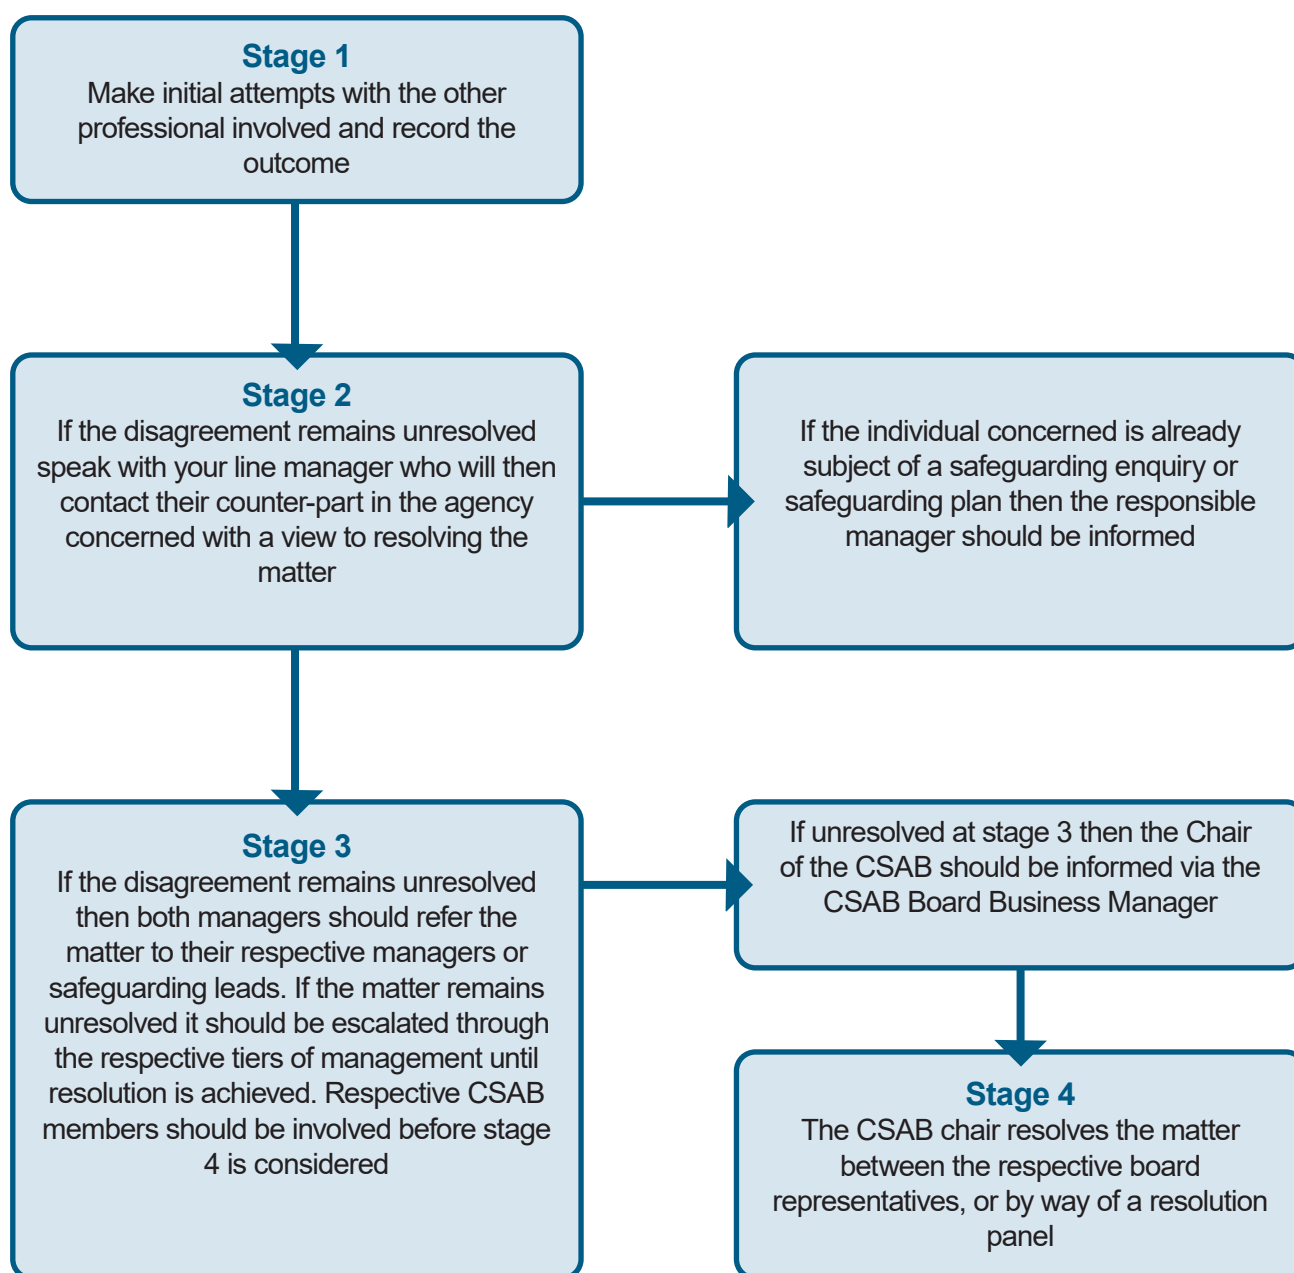 Stage 1
Make initial attempts with the other
professional involved and record the
outcome
Stage 2
If the disagreement remains unresolved
speak with your line manager who will then
contact their counter-part in the agency
concerned with a view to resolving the
matter
If the individual concerned is already
subject of a safeguarding enquiry or
safeguarding plan then the responsible
manager should be informed
Stage 3
If the disagreement remains unresolved
then both managers should refer the
matter to their respective managers or
safeguarding leads. If the matter remains
unresolved it should be escalated through
the respective tiers of management until
resolution is achieved. Respective CSAB
members should be involved before stage
4 is considered
If unresolved at stage 3 then the Chair
of the CSAB should be informed via the
CSAB Board Business Manager
Stage 4
The CSAB chair resolves the matter
between the respective board
representatives, or by way of a resolution
panel